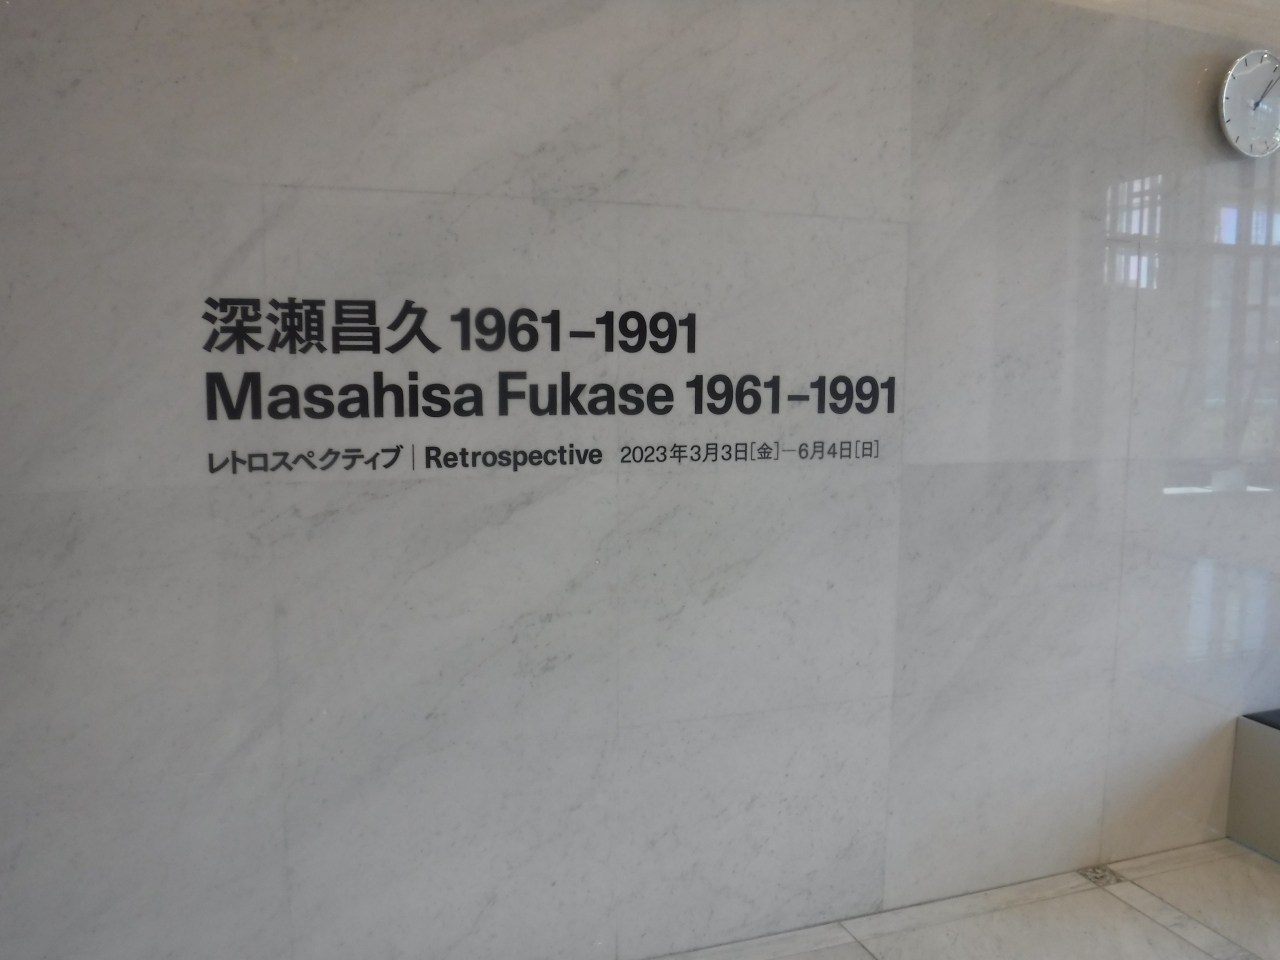 深瀬昌久 1961–1991
Masahisa Fukase 1961–1991
レトロスペクティブ | Retrospective 2023年3月3日[金]—6月4日[日]